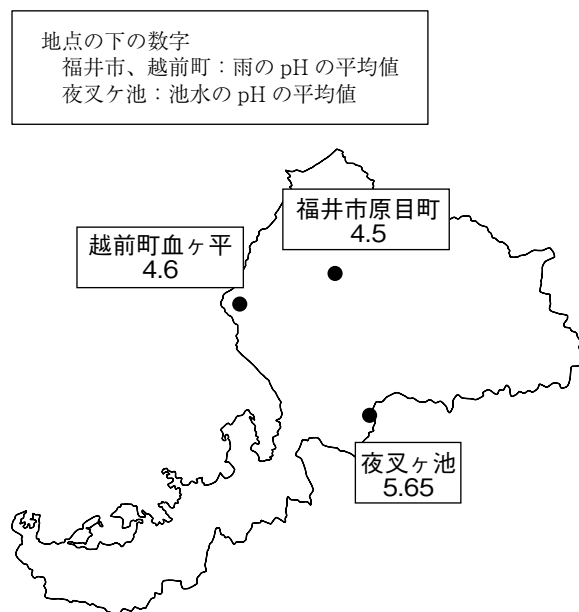 地点の下の数字
福井市、越前町：雨の pH の平均値
夜叉ケ池：池水の pH の平均値
福井市原目町
4.5
越前町血ヶ平
4.6
夜叉ヶ池
5.65